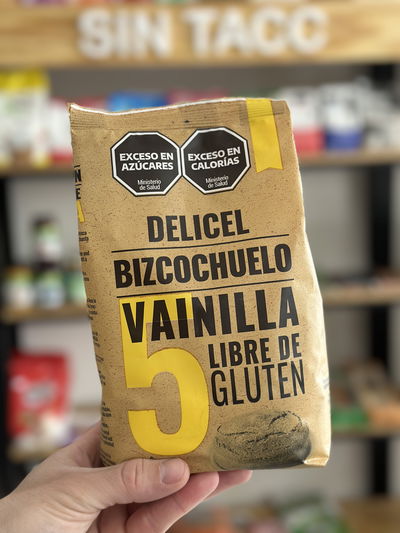 SIN TACC
EXCESO EN
AZÚCARES
Ministerio
de Salud
EXCESO EN
CALORÍAS
Ministerio
de Salud
DELICEL
BIZCOCHUELO
VAINILLA
5
LIBRE DE
GLUTEN